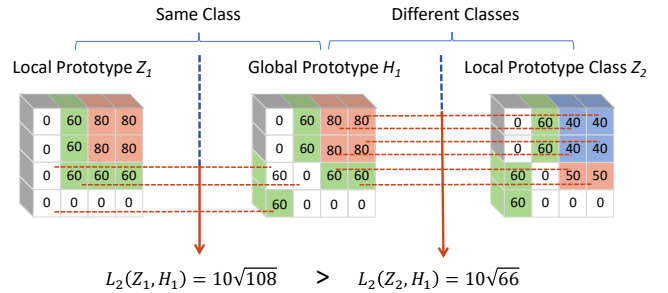 Same Class Different Classes
Local Prototype Z₁ Global Prototype H₁ Local Prototype Class Z₂
0 60 80 80 0 60 80 80 0 60 40 40
0 60 80 80 0 60 80 80 0 60 40 40
0 60 60 60 60 0 60 60 60 0 50 50
0 0 0 0 60 0 0 0 60 0 0 0
L₂(Z₁, H₁) = 10√108 > L₂(Z₂, H₁) = 10√66